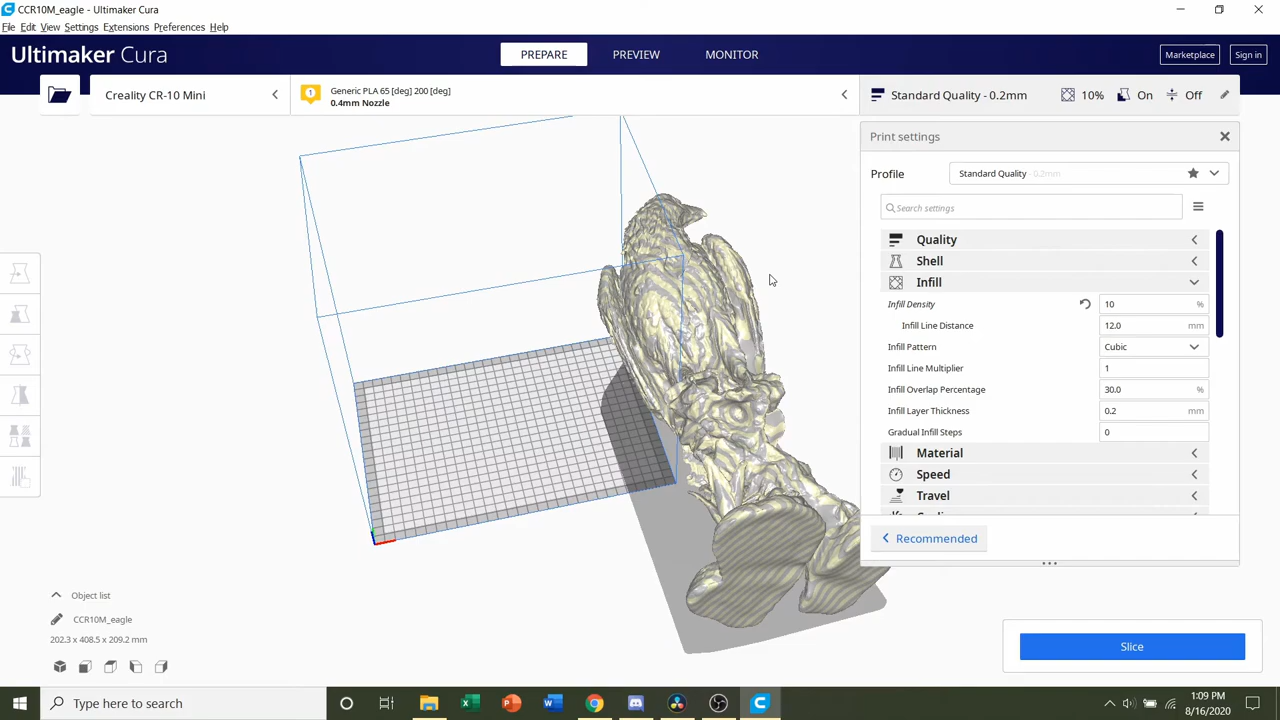 CCR10M_eagle - Ultimaker Cura
File Edit View Settings Extensions Preferences Help
Ultimaker Cura
PREPARE
PREVIEW
MONITOR
Marketplace
Sign in
Creality CR-10 Mini
1
Generic PLA 65 [deg] 200 [deg]
0.4mm Nozzle
Standard Quality - 0.2mm
10%
On
Off
Print settings
Profile
Standard Quality - 0.2mm
Search settings
Quality
Shell
Infill
Infill Density 10 %
Infill Line Distance 12.0 mm
Infill Pattern Cubic
Infill Line Multiplier 1
Infill Overlap Percentage 30.0 %
Infill Layer Thickness 0.2 mm
Gradual Infill Steps 0
Material
Speed
Travel
Recommended
Object list
CCR10M_eagle
202.3 x 408.5 x 209.2 mm
Slice
Type here to search
1:09 PM
8/16/2020